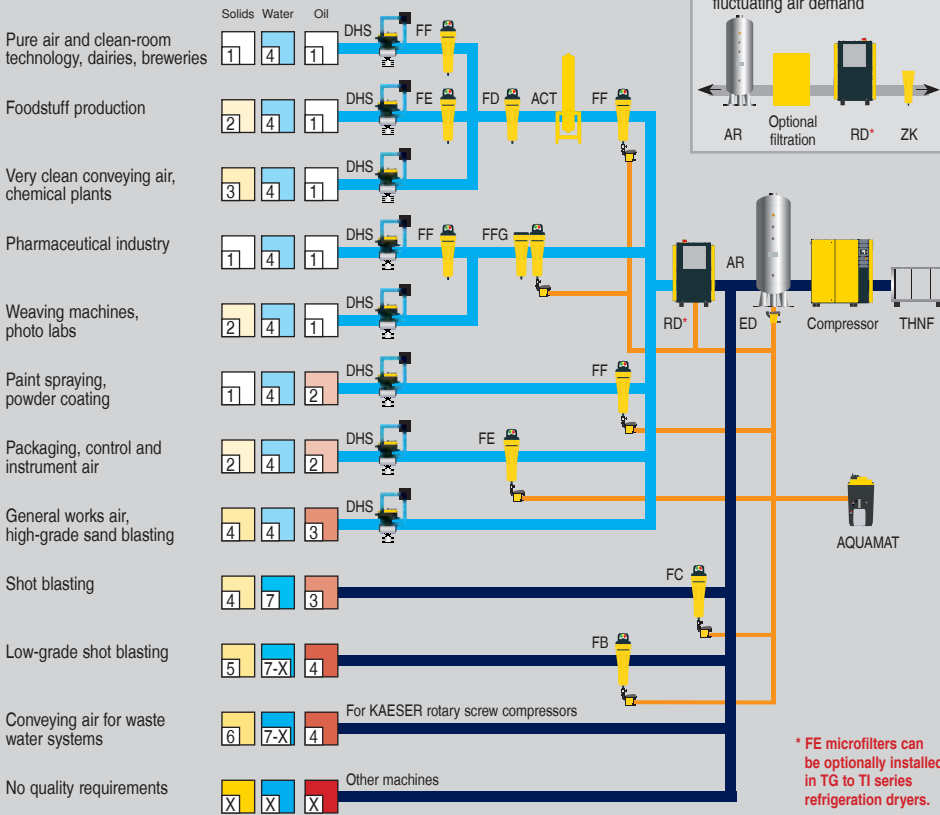 fluctuating air demand
AR
Optional
filtration
RD*
ZK
Solids Water Oil
Pure air and clean-room
technology, dairies, breweries
1 4 1
DHS FF
Foodstuff production
2 4 1
DHS FE FD ACT FF
Very clean conveying air,
chemical plants
3 4 1
DHS
Pharmaceutical industry
1 4 1
DHS FF FFG
AR
Weaving machines,
photo labs
2 4 1
DHS
RD* ED Compressor THNF
Paint spraying,
powder coating
1 4 2
DHS FF
Packaging, control and
instrument air
2 4 2
DHS FE
General works air,
high-grade sand blasting
4 4 3
DHS
AQUAMAT
Shot blasting
4 7 3
FC
Low-grade shot blasting
5 7-X 4
FB
Conveying air for waste
water systems
6 7-X 4
For KAESER rotary screw compressors
No quality requirements
X X X
Other machines
* FE microfilters can
be optionally installed
in TG to TI series
refrigeration dryers.